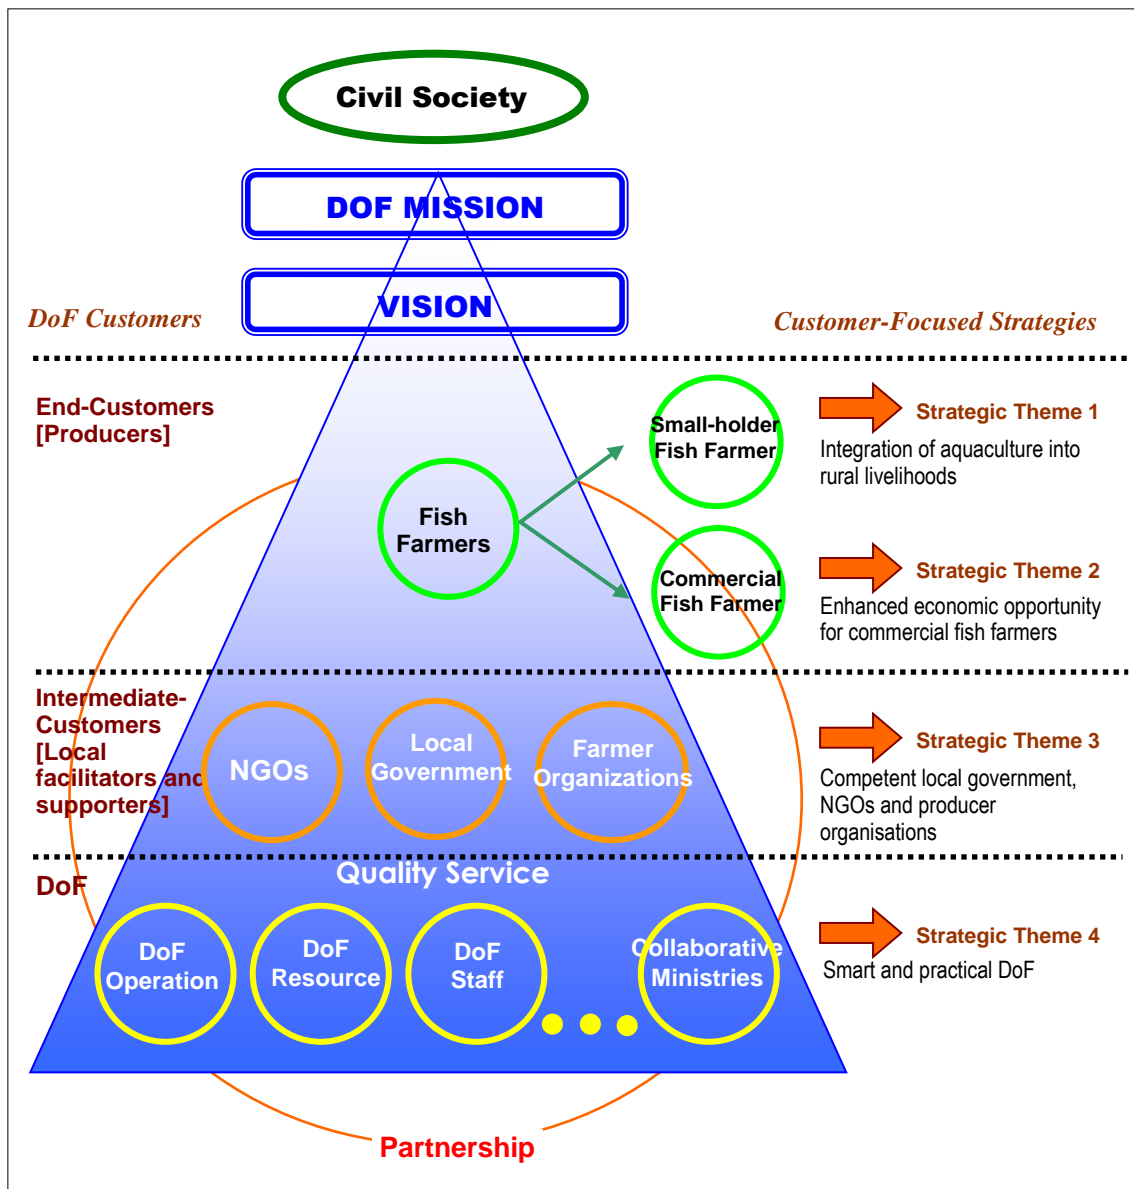 Civil Society
DOF MISSION
VISION
DoF Customers
Customer-Focused Strategies
End-Customers
[Producers]
Small-holder
Fish Farmer
Strategic Theme 1
Integration of aquaculture into
rural livelihoods
Fish
Farmers
Commercial
Fish Farmer
Strategic Theme 2
Enhanced economic opportunity
for commercial fish farmers
Intermediate-
Customers
[Local
facilitators and
supporters]
NGOs
Local
Government
Farmer
Organizations
Strategic Theme 3
Competent local government,
NGOs and producer
organisations
DoF
Quality Service
DoF
Operation
DoF
Resource
DoF
Staff
Collaborative
Ministries
Strategic Theme 4
Smart and practical DoF
Partnership